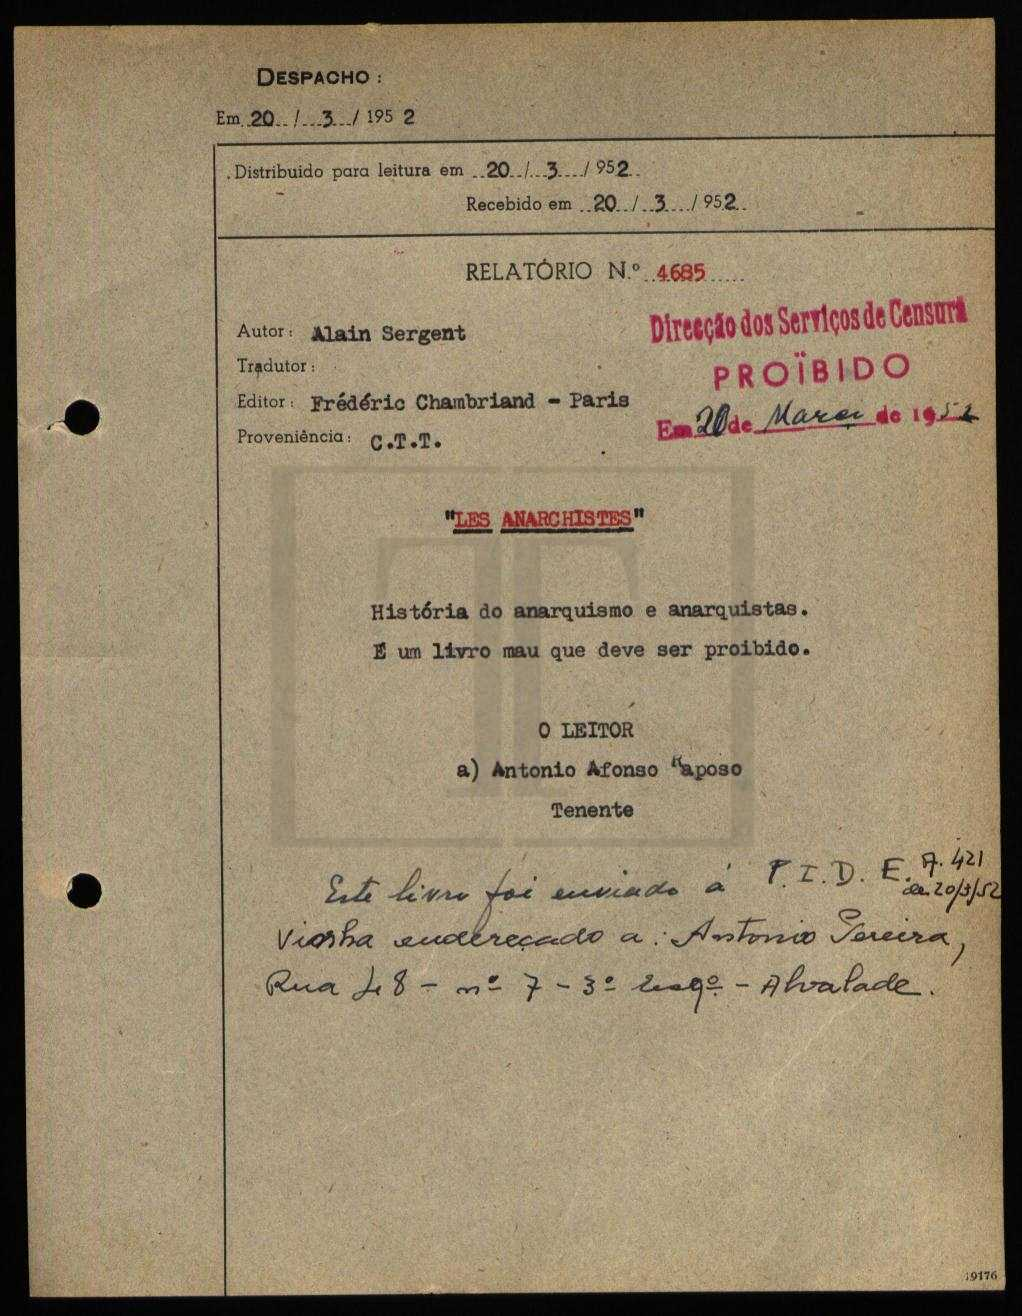 DESPACHO:
Em 20 / 3 / 195 2
Distribuido para leitura em 20 / 3 / 952
Recebido em 20 / 3 / 952
RELATÓRIO N.º 4685
Direcção dos Serviços de Censura
PROÏBIDO
Em 20 de Março de 1952
Autor: Alain Sergent
Tradutor:
Editor: Frédéric Chambriand - Paris
Proveniência: C.T.T.
"LES ANARCHISTES"
História do anarquismo e anarquistas.
É um livro mau que deve ser proibido.
O LEITOR
a) Antonio Afonso Raposo
Tenente
Este livro foi enviado á P.I.D.E. 421
de 20/3/52
Vinha endereçado a: Antonio Pereira,
Rua 48 - nº 7 - 3º esqº - Alvalade.
19176